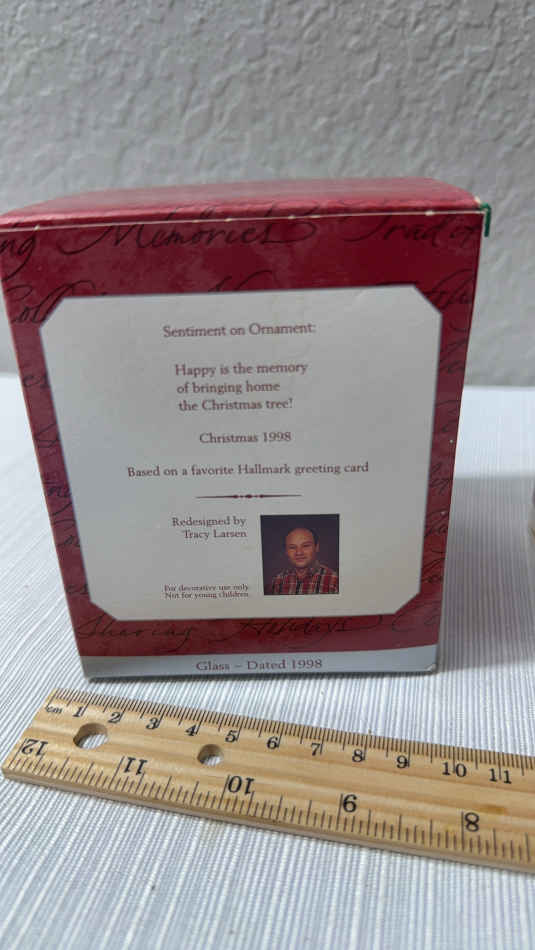 Memories
Sentiment on Ornament:
Happy is the memory
of bringing home
the Christmas tree!
Christmas 1998
Based on a favorite Hallmark greeting card
Redesigned by
Tracy Larsen
For decorative use only.
Not for young children.
Sharing Holidays
Glass – Dated 1998
cm 1 2 3 4 5 6 7 8 9 10 11
12 11 10 9 8